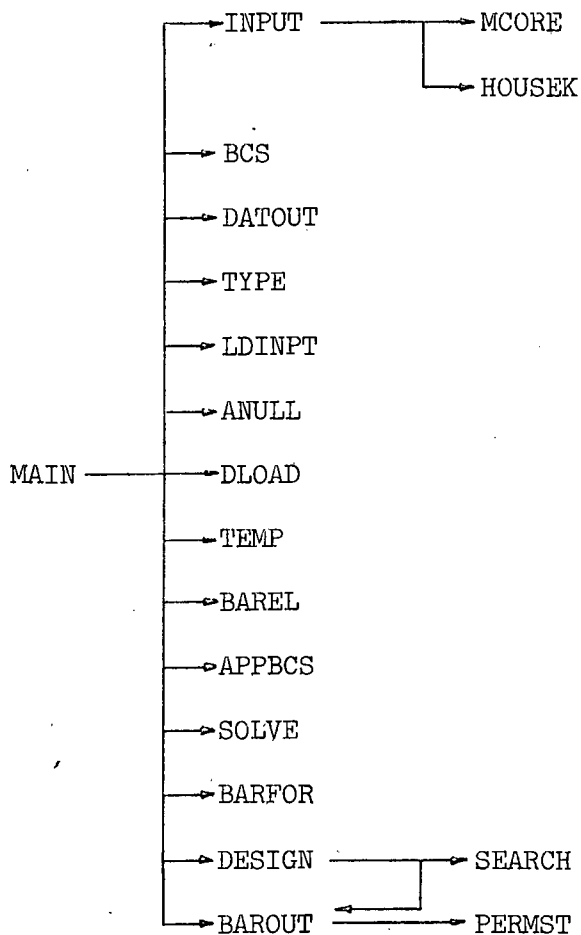 INPUT MCORE
HOUSEK
BCS
DATOUT
TYPE
LDINPT
ANULL
MAIN DLOAD
TEMP
BAREL
APPBCS
SOLVE
BARFOR
DESIGN SEARCH
BAROUT PERMST